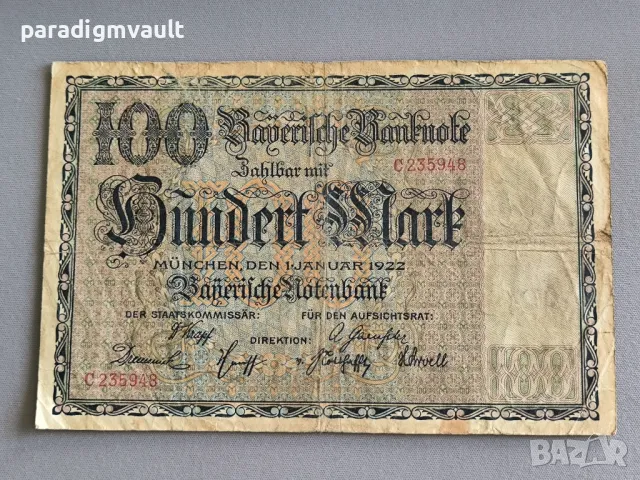 paradigmvault
100 Bayerische Banknote
Zahlbar mit
C 235948
Hundert Mark
MÜNCHEN, DEN 1. JANUAR 1922
Bayerische Notenbank
DER STAATSKOMMISSÄR: FÜR DEN AUFSICHTSRAT:
DIREKTION:
C 235948
100
BAZAR
bg